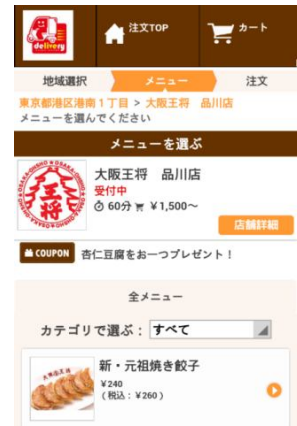 delivery
注文TOP
カート
地域選択
メニュー
注文
東京都港区港南1丁目 > 大阪王将 品川店
メニューを選んでください
メニューを選ぶ
大阪王将 品川店
受付中
60分 ¥1,500〜
店舗詳細
COUPON 杏仁豆腐をお一つプレゼント!
全メニュー
カテゴリで選ぶ: すべて
新・元祖焼き餃子
¥240
(税込:¥260)